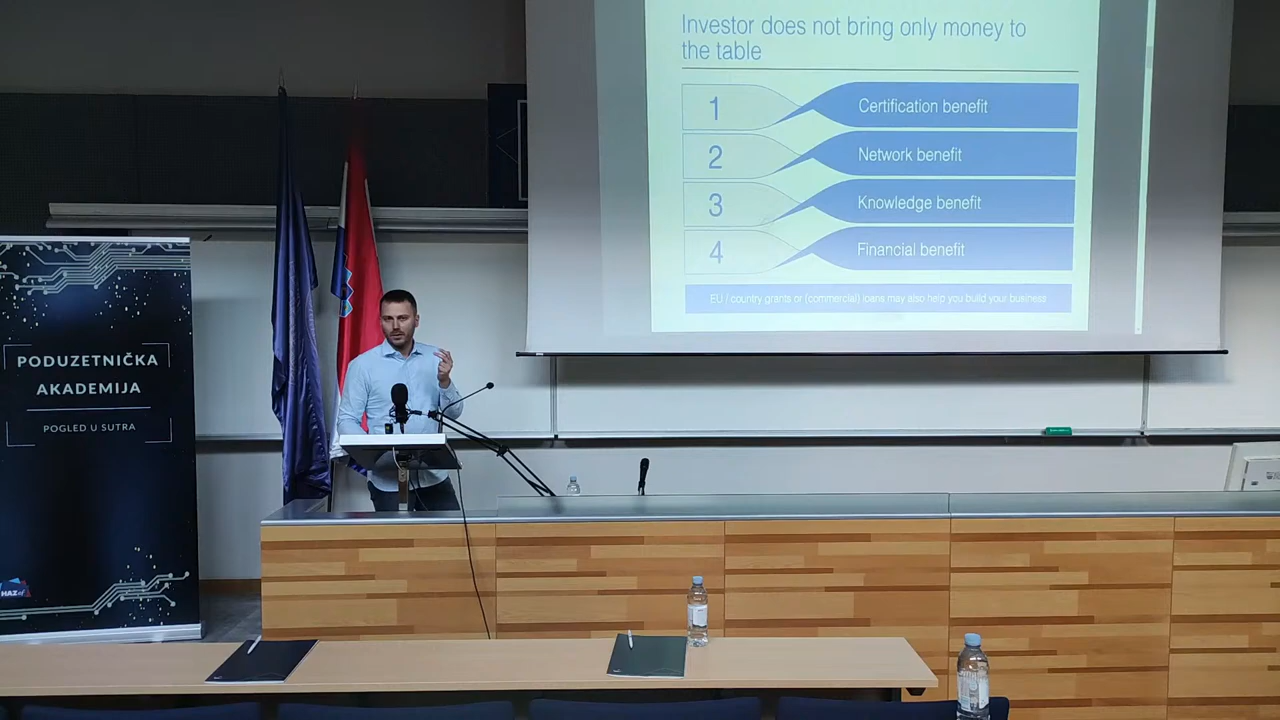 Investor does not bring only money to
the table
1 Certification benefit
2 Network benefit
3 Knowledge benefit
4 Financial benefit
EU / country grants or (commercial) loans may also help you build your business
PODUZETNIČKA
AKADEMIJA
POGLED U SUTRA
HAZef